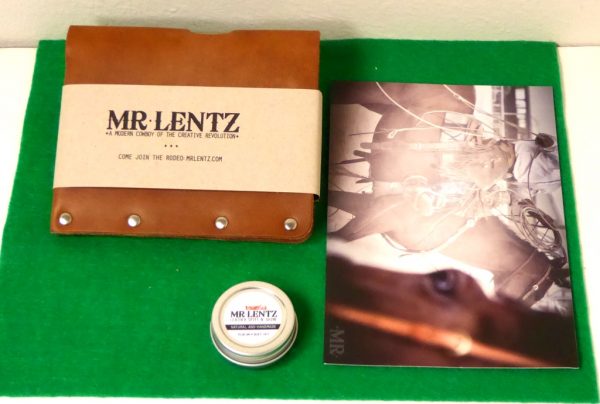 MR·LENTZ
•A MODERN COWBOY OF THE CREATIVE REVOLUTION•
COME JOIN THE RODEO·MRLENTZ.COM
MR LENTZ
NATURAL AND HANDMADE
·MR·